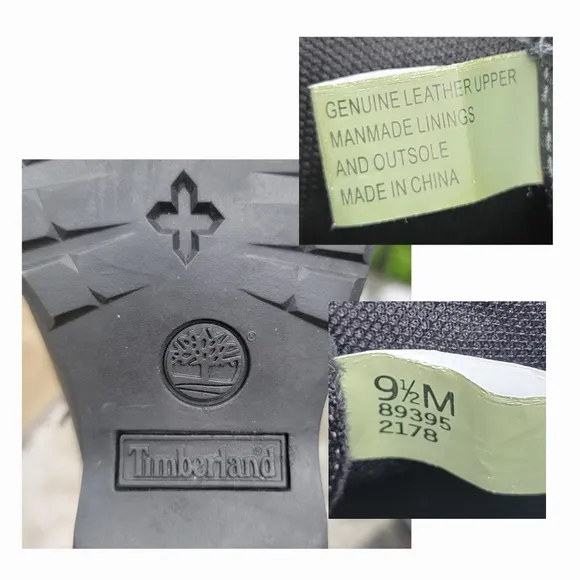 GENUINE LEATHER UPPER
MANMADE LININGS
AND OUTSOLE
MADE IN CHINA
®
Timberland®
9½M
89395
2178